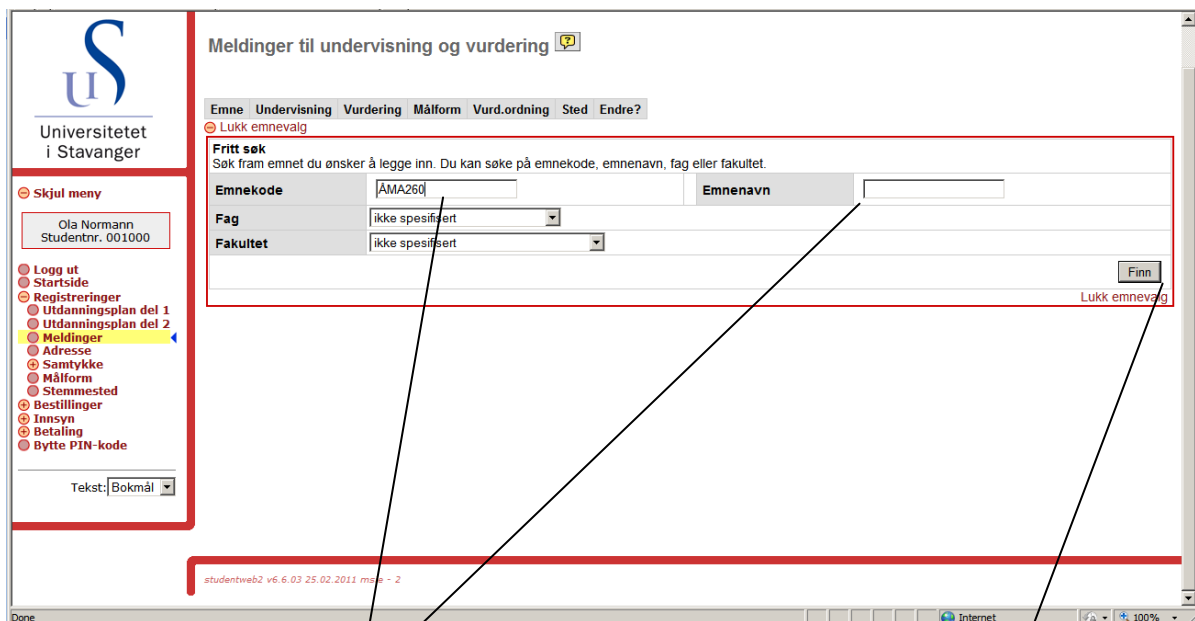 US
Universitetet
i Stavanger
Skjul meny
Ola Normann
Studentnr. 001000
Logg ut
Startside
Registreringer
Utdanningsplan del 1
Utdanningsplan del 2
Meldinger
Adresse
Samtykke
Målform
Stemmested
Bestillinger
Innsyn
Betaling
Bytte PIN-kode
Tekst: Bokmål
Meldinger til undervisning og vurdering ?
Emne Undervisning Vurdering Målform Vurd.ordning Sted Endre?
Lukk emnevalg
Fritt søk
Søk fram emnet du ønsker å legge inn. Du kan søke på emnekode, emnenavn, fag eller fakultet.
Emnekode ÅMA260 Emnenavn
Fag ikke spesifisert
Fakultet ikke spesifisert
Finn
Lukk emnevalg
studentweb2 v6.6.03 25.02.2011 - 2
Done Internet 100%